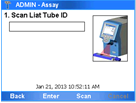 ADMIN - Assay
1. Scan Liat Tube ID
Jan 21, 2013 10:52:11 AM
Back Enter Scan